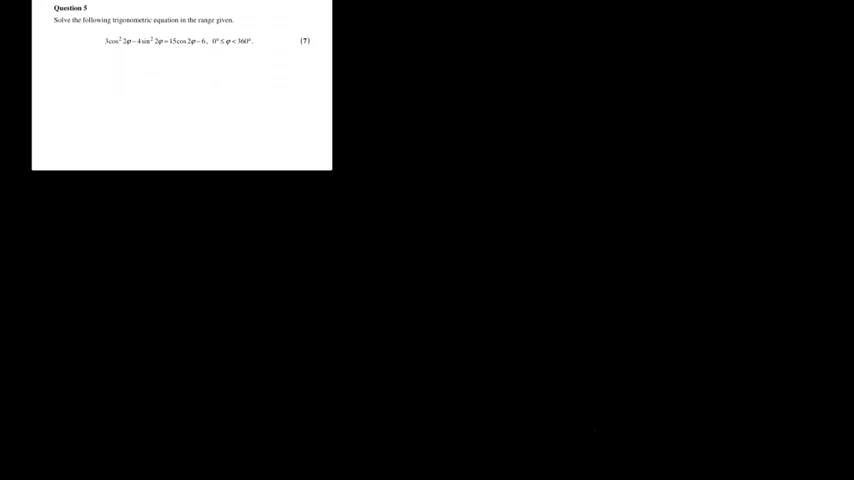 Question 5
Solve the following trigonometric equation in the range given.
3cos² 2φ − 4sin² 2φ = 15cos 2φ − 6, 0° ≤ φ < 360°. (7)